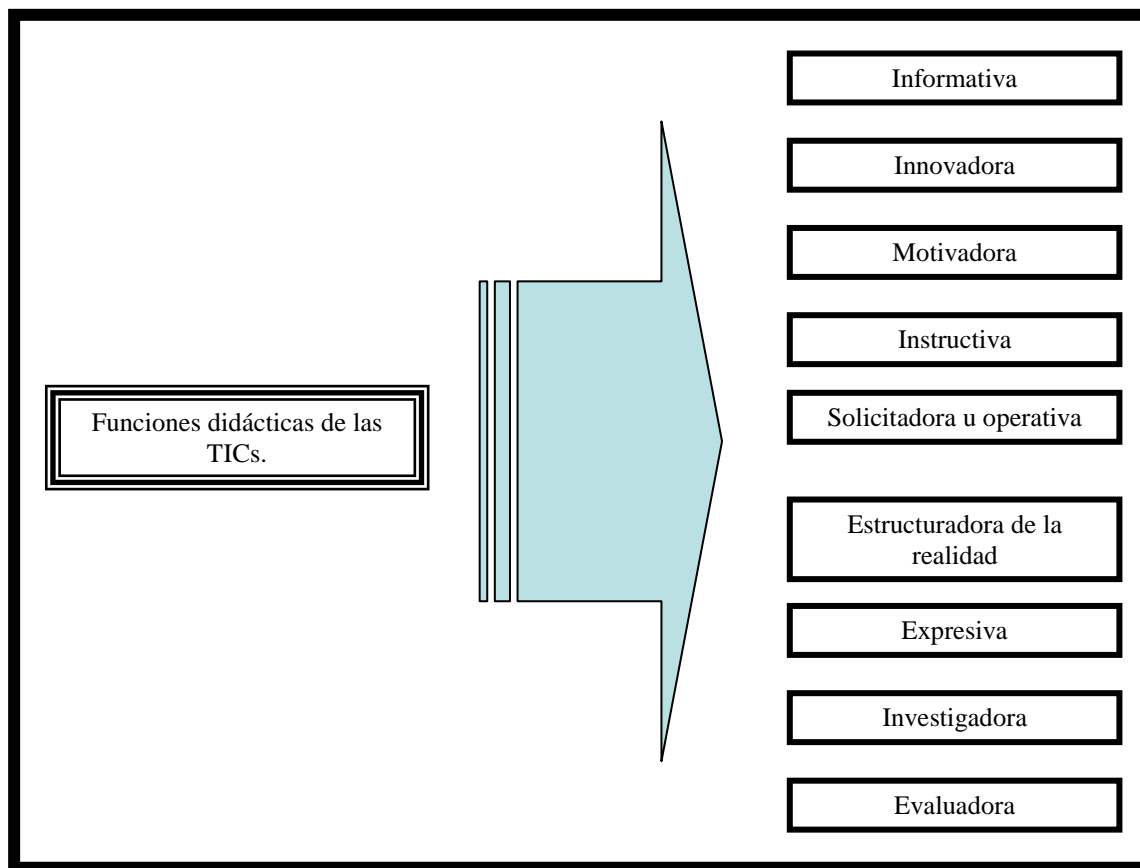 Informativa
Innovadora
Motivadora
Instructiva
Funciones didácticas de las
TICs.
Solicitadora u operativa
Estructuradora de la
realidad
Expresiva
Investigadora
Evaluadora